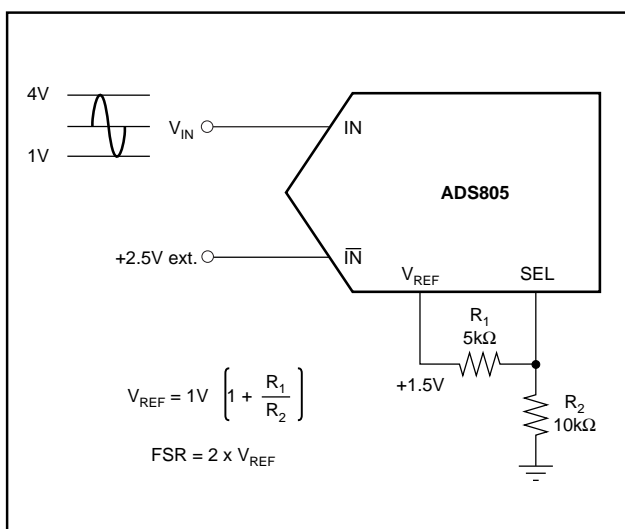 4V
1V
V_IN
IN
ADS805
+2.5V ext.
I̅N̅
V_REF
SEL
R_1
5kΩ
+1.5V
R_2
10kΩ
V_REF = 1V [1 + R_1/R_2]
FSR = 2 x V_REF